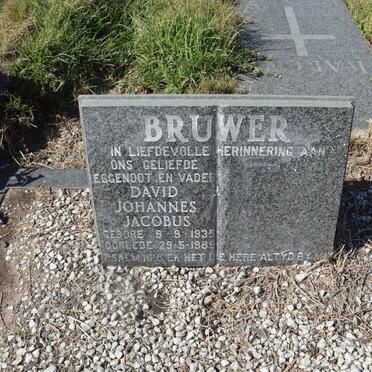 BRUWER
IN LIEFDEVOLLE HERINNERING AAN
ONS GELIEFDE
EGGENOOT EN VADER
DAVID
JOHANNES
JACOBUS
GEBORE 9-9-1935
OORLEDE 29-5-1989
PSALM 16:8 EK HET DIE HERE ALTYD BY MY